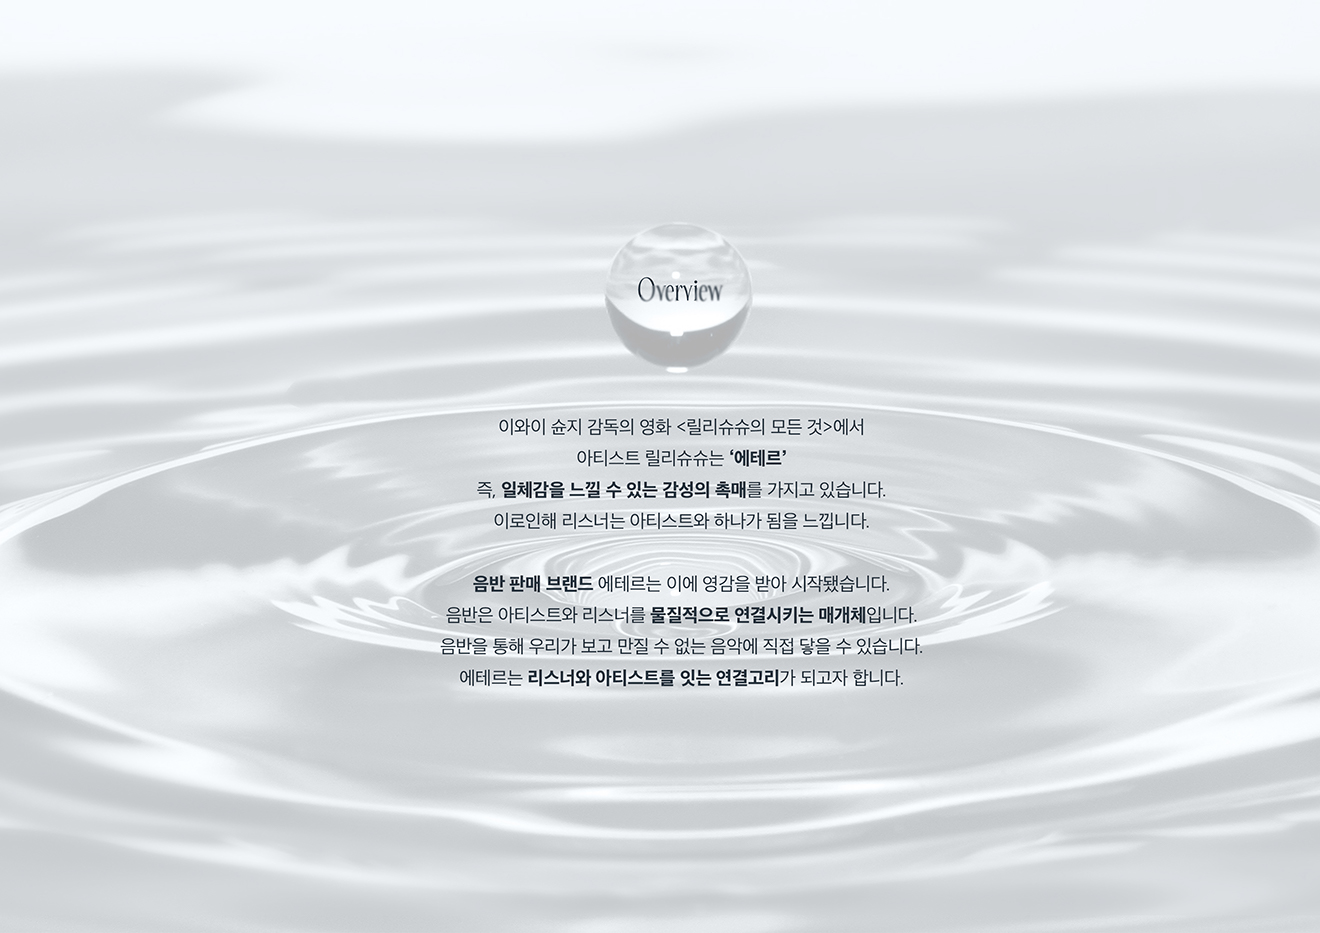 Overview
이와이 슌지 감독의 영화 <릴리슈슈의 모든 것>에서
아티스트 릴리슈슈는 ‘에테르’
즉, 일체감을 느낄 수 있는 감성의 촉매를 가지고 있습니다.
이로인해 리스너는 아티스트와 하나가 됨을 느낍니다.
음반 판매 브랜드 에테르는 이에 영감을 받아 시작됐습니다.
음반은 아티스트와 리스너를 물질적으로 연결시키는 매개체입니다.
음반을 통해 우리가 보고 만질 수 없는 음악에 직접 닿을 수 있습니다.
에테르는 리스너와 아티스트를 잇는 연결고리가 되고자 합니다.